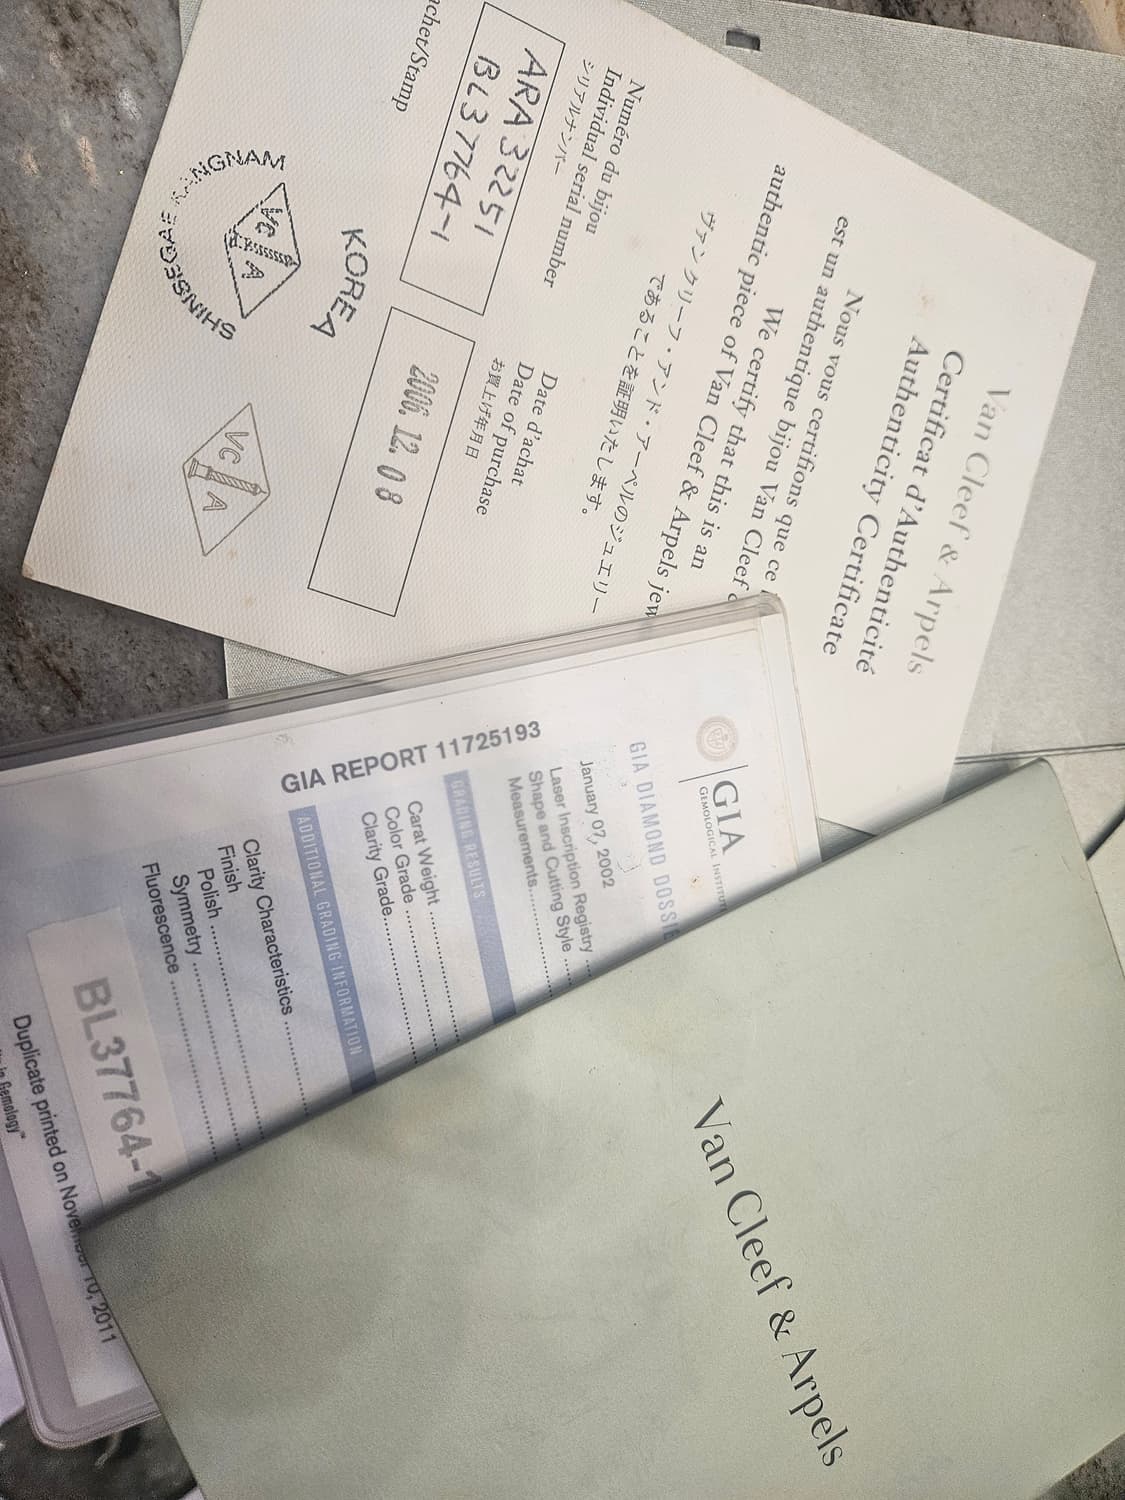 Van Cleef & Arpels
Certificat d'Authenticité
Authenticity Certificate
Nous vous certifions que ce
est un authentique bijou Van Cleef
We certify that this is an
authentic piece of Van Cleef & Arpels jew
ヴァン クリーフ・アンド・アーペルのジュエリー
であることを証明いたします。
Numéro du bijou
Individual serial number
シリアルナンバー
ARA 32251
BL37764-1
Date d'achat
Date of purchase
お買上げ年月日
2006. 12. 08
achet/Stamp
KOREA
VC A
SHINSEGAE
VC A
GIA
GEMOLOGICAL INSTITUTE
GIA DIAMOND DOSSIE
January 07, 2002
Laser Inscription Registry ...
Shape and Cutting Style .....
Measurements..................
GRADING RESULTS
Carat Weight ....................
Color Grade .....................
Clarity Grade....................
GIA REPORT 11725193
ADDITIONAL GRADING INFORMATION
Clarity Characteristics ..............
Finish
Polish ..............................
Symmetry ..........................
Fluorescence .......................
BL37764-1
Duplicate printed on November 10, 2011
in Gemology™
Van Cleef & Arpels